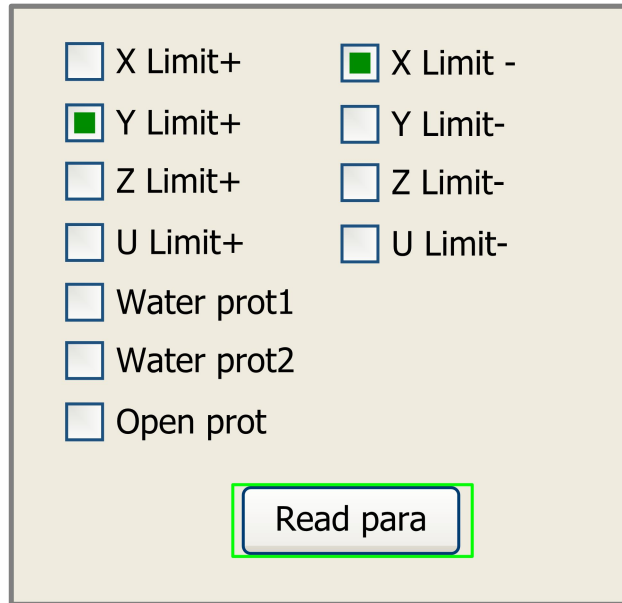 X Limit+ X Limit -
Y Limit+ Y Limit-
Z Limit+ Z Limit-
U Limit+ U Limit-
Water prot1
Water prot2
Open prot
Read para